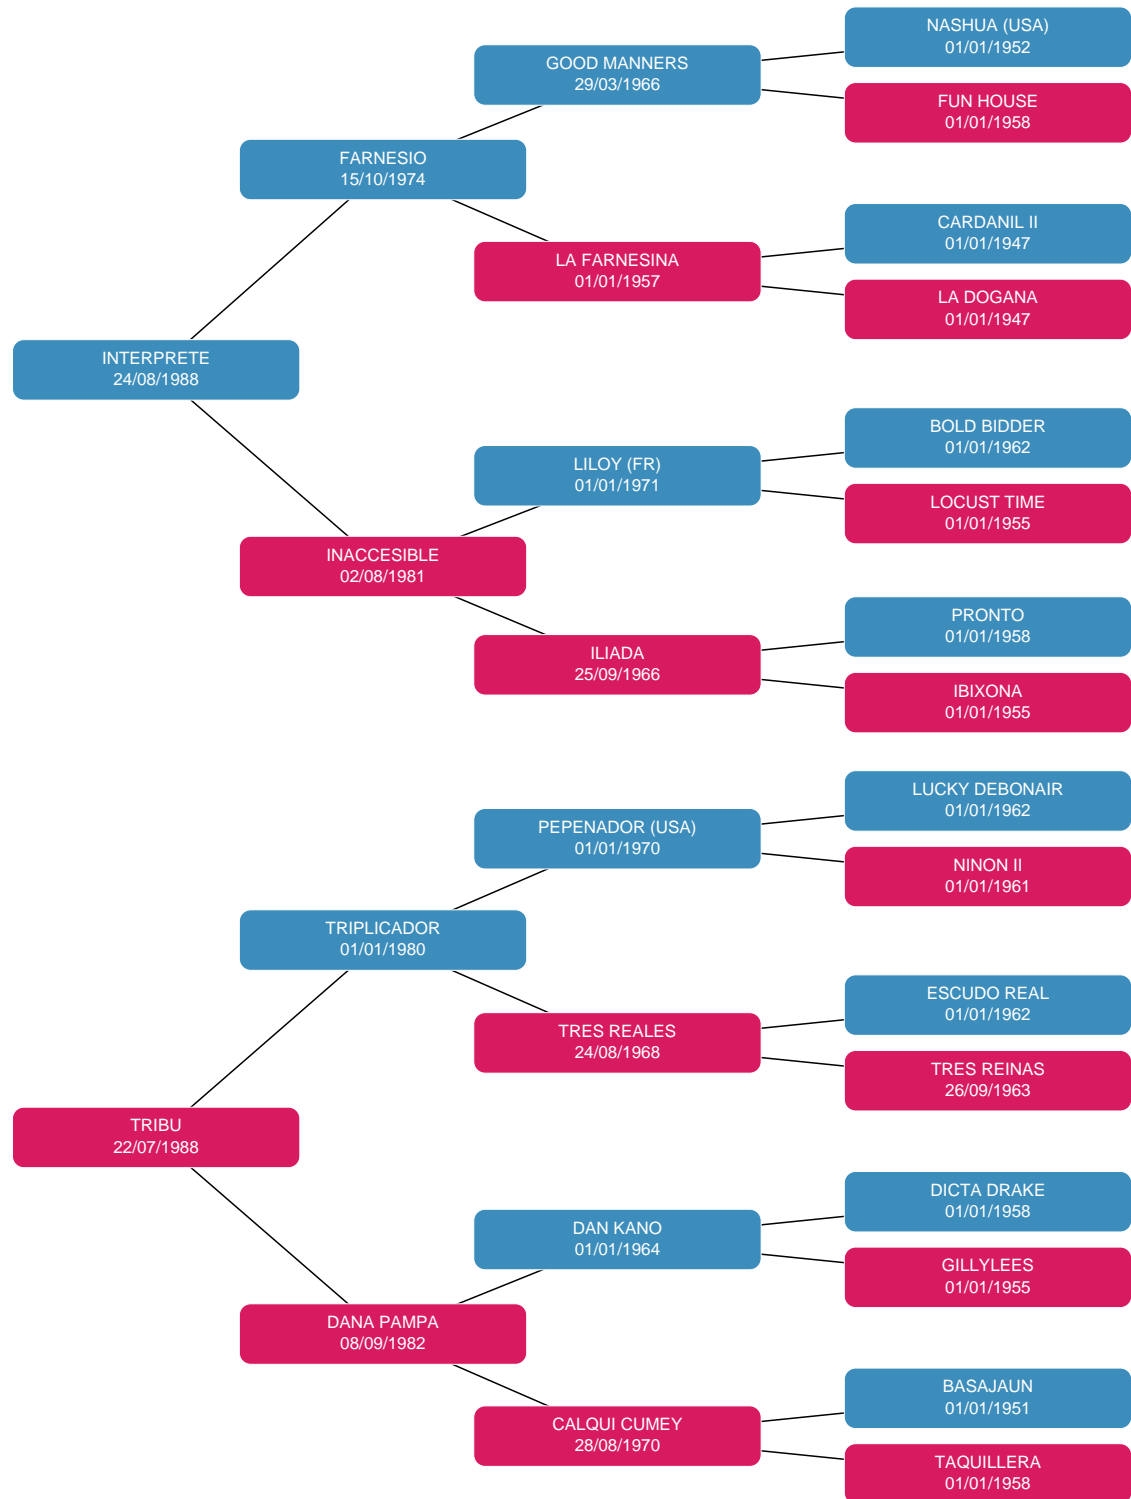 NASHUA (USA)
01/01/1952
GOOD MANNERS
29/03/1966
FUN HOUSE
01/01/1958
FARNESIO
15/10/1974
CARDANIL II
01/01/1947
LA FARNESINA
01/01/1957
LA DOGANA
01/01/1947
INTERPRETE
24/08/1988
BOLD BIDDER
01/01/1962
LILOY (FR)
01/01/1971
LOCUST TIME
01/01/1955
INACCESIBLE
02/08/1981
PRONTO
01/01/1958
ILIADA
25/09/1966
IBIXONA
01/01/1955
LUCKY DEBONAIR
01/01/1962
PEPENADOR (USA)
01/01/1970
NINON II
01/01/1961
TRIPLICADOR
01/01/1980
ESCUDO REAL
01/01/1962
TRES REALES
24/08/1968
TRES REINAS
26/09/1963
TRIBU
22/07/1988
DICTA DRAKE
01/01/1958
DAN KANO
01/01/1964
GILLYLEES
01/01/1955
DANA PAMPA
08/09/1982
BASAJAUN
01/01/1951
CALQUI CUMEY
28/08/1970
TAQUILLERA
01/01/1958